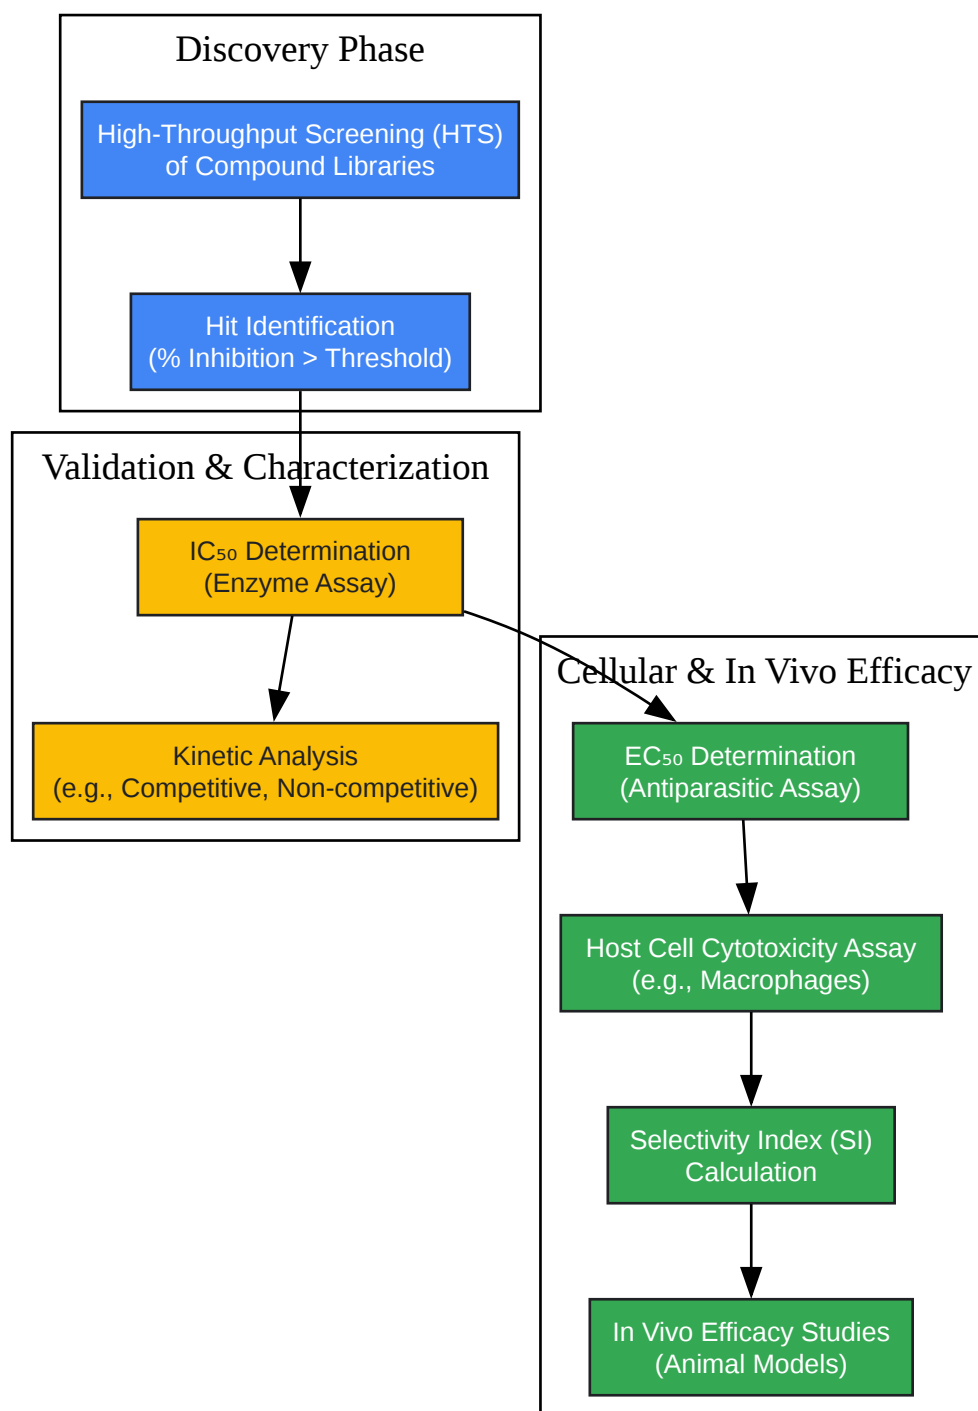 Discovery Phase
High-Throughput Screening (HTS)
of Compound Libraries
Hit Identification
(% Inhibition > Threshold)
Validation & Characterization
IC₅₀ Determination
(Enzyme Assay)
Kinetic Analysis
(e.g., Competitive, Non-competitive)
Cellular & In Vivo Efficacy
EC₅₀ Determination
(Antiparasitic Assay)
Host Cell Cytotoxicity Assay
(e.g., Macrophages)
Selectivity Index (SI)
Calculation
In Vivo Efficacy Studies
(Animal Models)